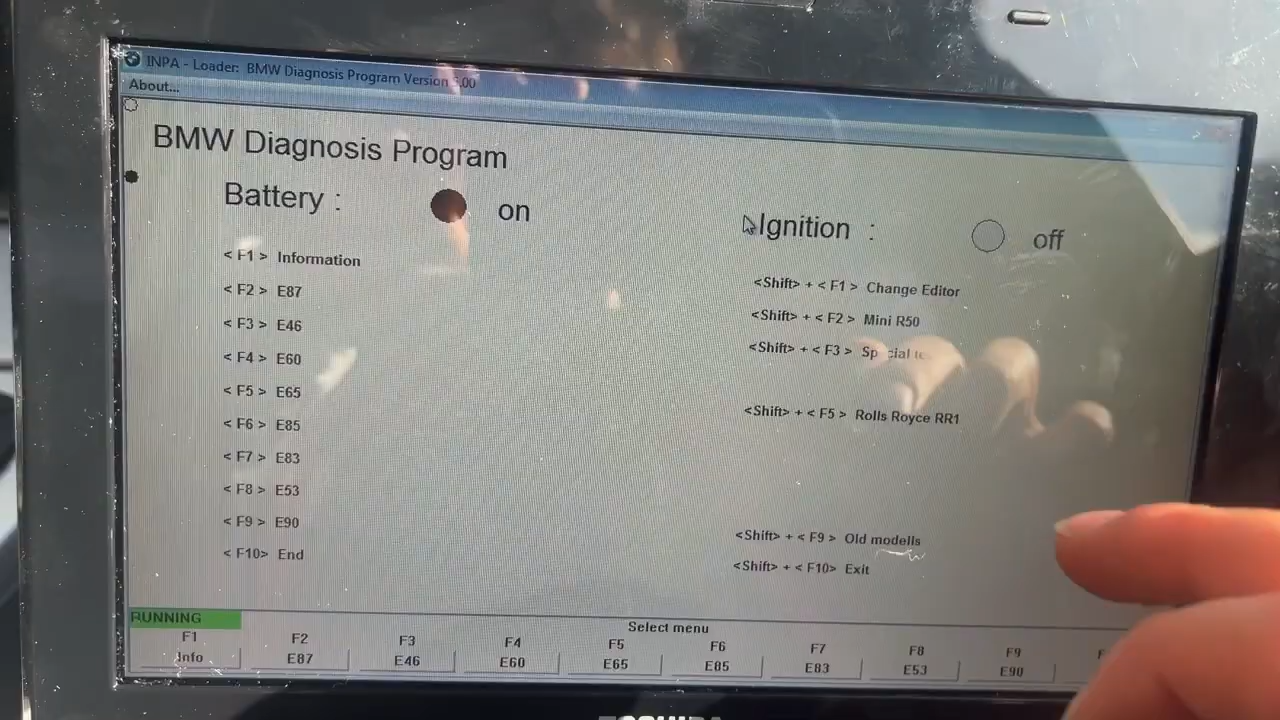 INPA - Loader: BMW Diagnosis Program Version 5.00
About...
BMW Diagnosis Program
Battery : on
Ignition : off
< F1 > Information
< F2 > E87
< F3 > E46
< F4 > E60
< F5 > E65
< F6 > E85
< F7 > E83
< F8 > E53
< F9 > E90
< F10> End
<Shift> + < F1 > Change Editor
<Shift> + < F2 > Mini R50
<Shift> + < F3 >
<Shift> + < F5 > Rolls Royce RR1
<Shift> + < F9 > Old modells
<Shift> + < F10> Exit
RUNNING
Select menu
F1 F2 F3 F4 F5 F6 F7 F8 F9
Info E87 E46 E60 E65 E85 E83 E53 E90
TOSHIBA